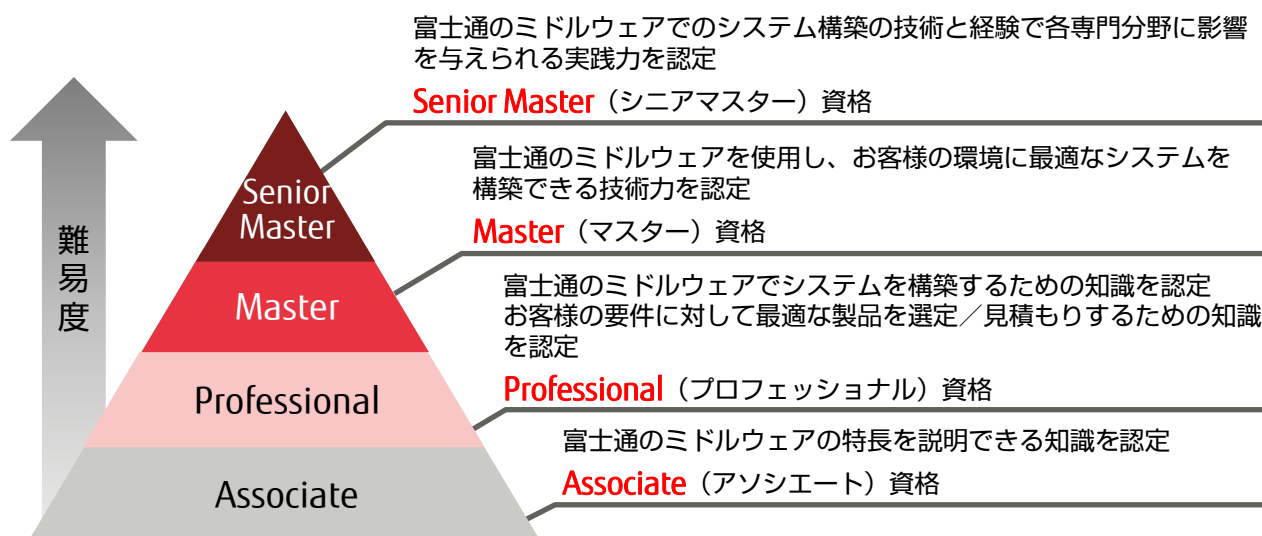 富士通のミドルウェアでのシステム構築の技術と経験で各専門分野に影響
を与えられる実践力を認定
Senior Master（シニアマスター）資格
富士通のミドルウェアを使用し、お客様の環境に最適なシステムを
構築できる技術力を認定
Master（マスター）資格
富士通のミドルウェアでシステムを構築するための知識を認定
お客様の要件に対して最適な製品を選定／見積もりするための知識
を認定
Professional（プロフェッショナル）資格
富士通のミドルウェアの特長を説明できる知識を認定
Associate（アソシエート）資格
難易度
Senior
Master
Master
Professional
Associate